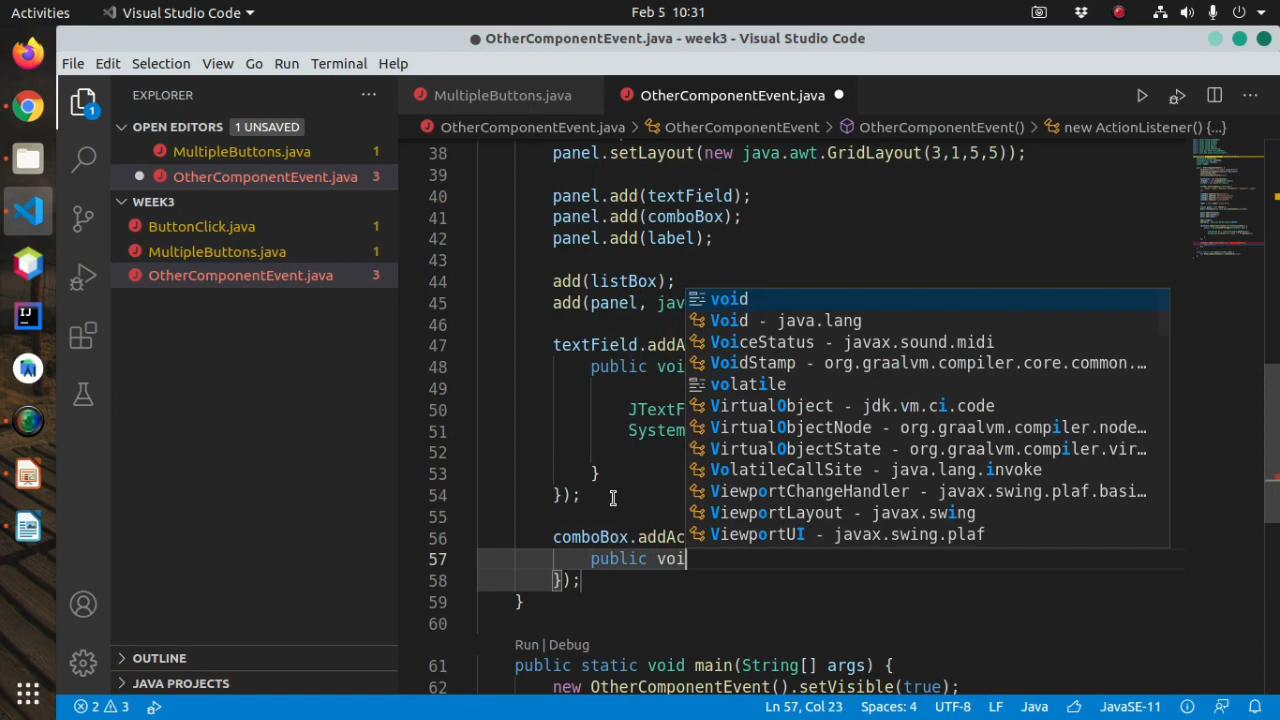 Activities Visual Studio Code Feb 5 10:31
OtherComponentEvent.java - week3 - Visual Studio Code
File Edit Selection View Go Run Terminal Help
EXPLORER
MultipleButtons.java OtherComponentEvent.java
OPEN EDITORS 1 UNSAVED
OtherComponentEvent.java OtherComponentEvent OtherComponentEvent() new ActionListener() {...}
MultipleButtons.java 1
OtherComponentEvent.java 3
WEEK3
ButtonClick.java 1
MultipleButtons.java 1
OtherComponentEvent.java 3
1
38 panel.setLayout(new java.awt.GridLayout(3,1,5,5));
39
40 panel.add(textField);
41 panel.add(comboBox);
42 panel.add(label);
43
44 add(listBox);
45 add(panel, jav
46
47 textField.addA
48 public voi
49
50 JTextF
51 System
52
53 }
54 });
55
56 comboBox.addAc
57 public voi
58 });
59 }
60
Run | Debug
61 public static void main(String[] args) {
62 new OtherComponentEvent().setVisible(true);
void
Void - java.lang
VoiceStatus - javax.sound.midi
VoidStamp - org.graalvm.compiler.core.common....
volatile
VirtualObject - jdk.vm.ci.code
VirtualObjectNode - org.graalvm.compiler.node...
VirtualObjectState - org.graalvm.compiler.vir...
VolatileCallSite - java.lang.invoke
ViewportChangeHandler - javax.swing.plaf.basi...
ViewportLayout - javax.swing
ViewportUI - javax.swing.plaf
OUTLINE
JAVA PROJECTS
2 3 Ln 57, Col 23 Spaces: 4 UTF-8 LF Java JavaSE-11